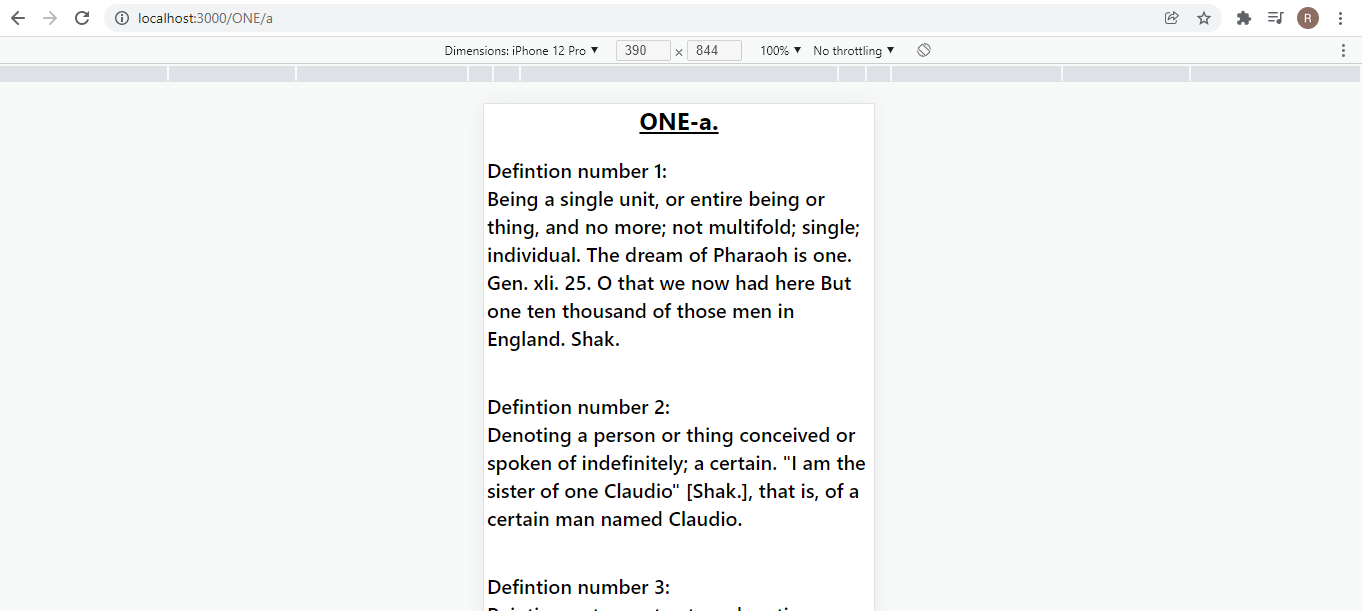 localhost:3000/ONE/a
R
Dimensions: iPhone 12 Pro ▼ 390 × 844 100% ▼ No throttling ▼
ONE-a.
Defintion number 1:
Being a single unit, or entire being or
thing, and no more; not multifold; single;
individual. The dream of Pharaoh is one.
Gen. xli. 25. O that we now had here But
one ten thousand of those men in
England. Shak.
Defintion number 2:
Denoting a person or thing conceived or
spoken of indefinitely; a certain. "I am the
sister of one Claudio" [Shak.], that is, of a
certain man named Claudio.
Defintion number 3: